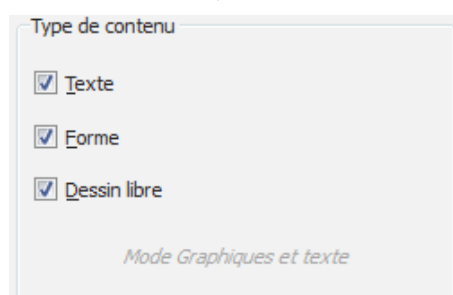 Type de contenu
Texte
Forme
Dessin libre
Mode Graphiques et texte